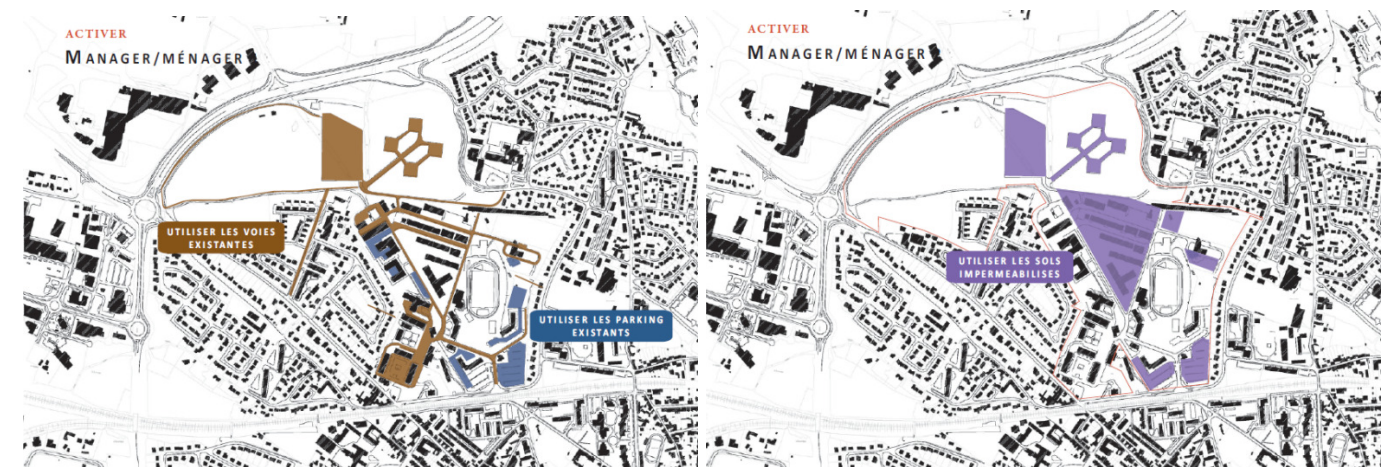 ACTIVER
MANAGER/MÉNAGER
UTILISER LES VOIES
EXISTANTES
UTILISER LES PARKING
EXISTANTS
ACTIVER
MANAGER/MÉNAGER
UTILISER LES SOLS
IMPERMEABILISES